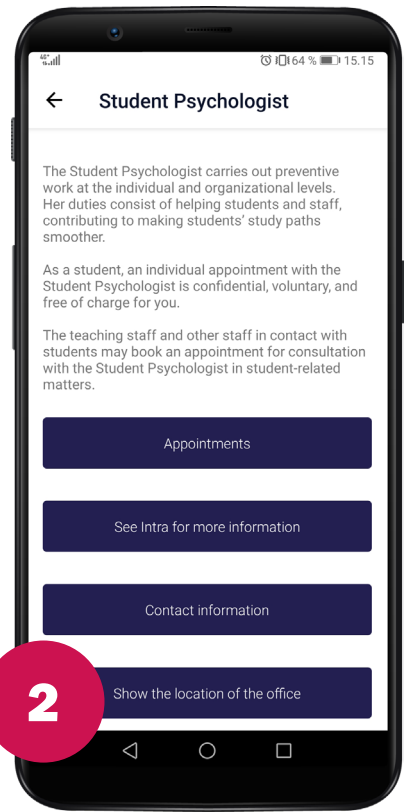 4G+ 64 % 15.15
Student Psychologist
The Student Psychologist carries out preventive
work at the individual and organizational levels.
Her duties consist of helping students and staff,
contributing to making students' study paths
smoother.
As a student, an individual appointment with the
Student Psychologist is confidential, voluntary, and
free of charge for you.
The teaching staff and other staff in contact with
students may book an appointment for consultation
with the Student Psychologist in student-related
matters.
Appointments
See Intra for more information
Contact information
Show the location of the office
2